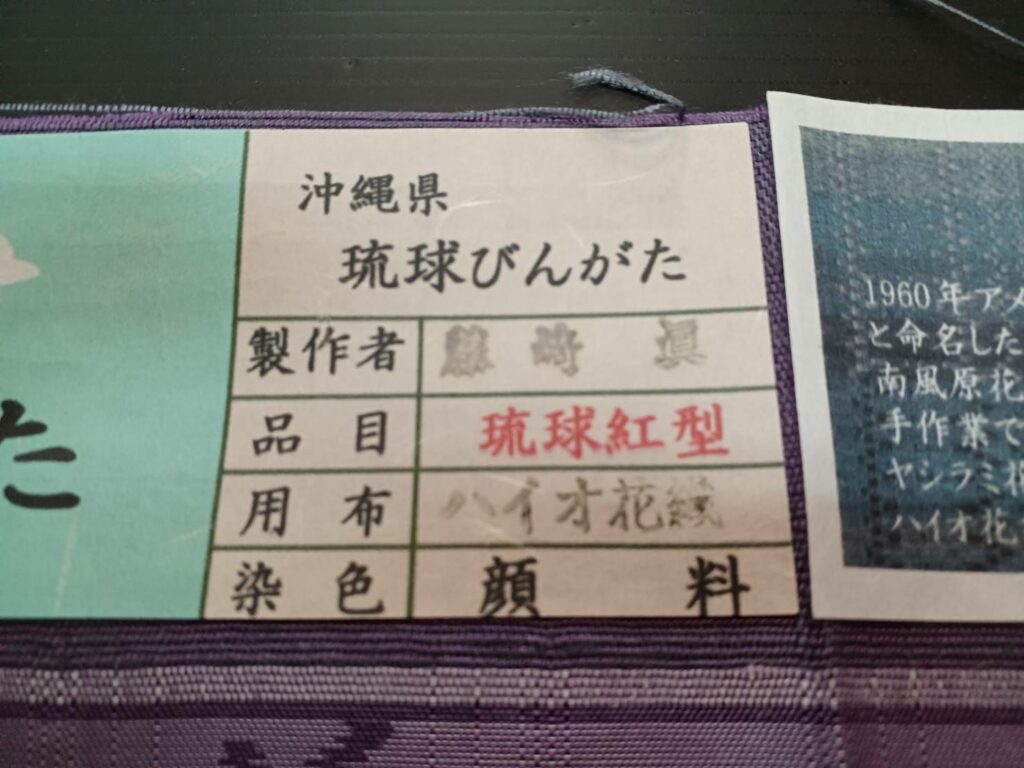 た
沖縄県
琉球びんがた
製作者 藤崎眞
品目 琉球紅型
用布 ハイオ花織
染色 顔料
1960年アメ
と命名した
南風原花
手作業で
ヤシラミ花
ハイオ花